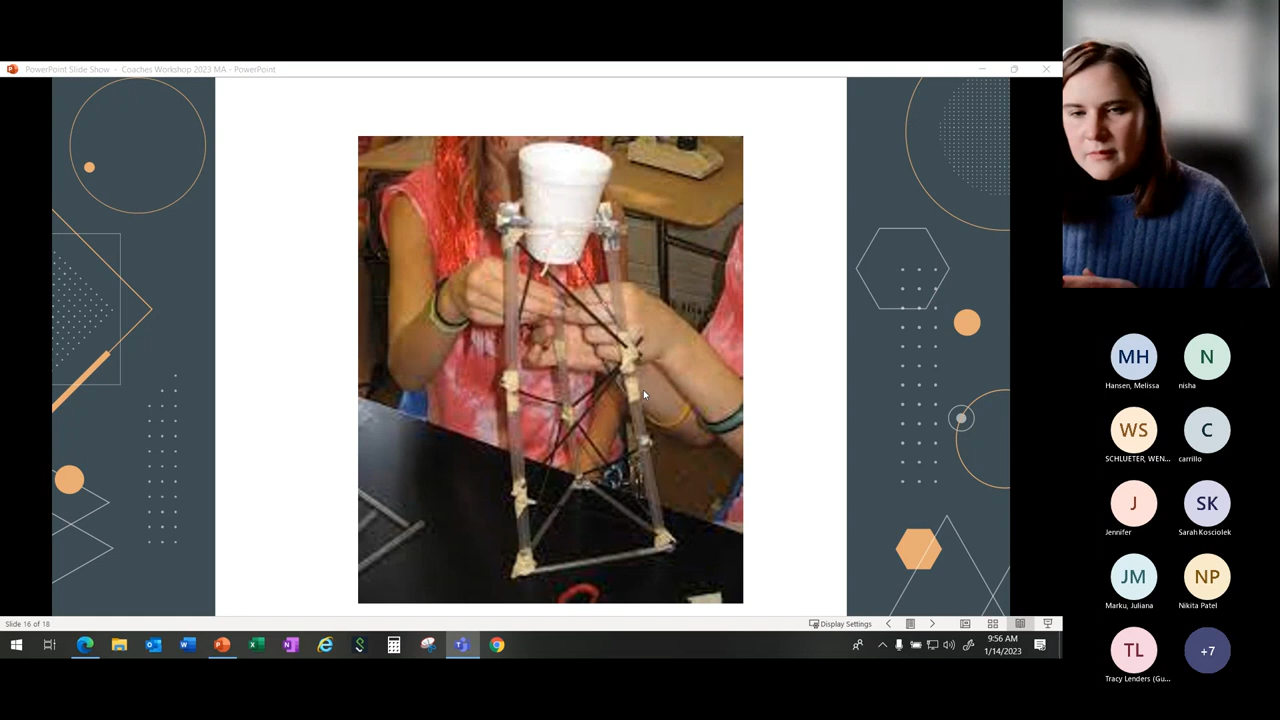 PowerPoint Slide Show - Coaches Workshop 2023 MA - PowerPoint
MH
Hansen, Melissa
N
nisha
WS
SCHLUETER, WEN...
C
carrillo
J
Jennifer
SK
Sarah Kosciolek
JM
Marku, Juliana
NP
Nikita Patel
TL
Tracy Lenders (Gu...
+7
Slide 16 of 18
Display Settings
9:56 AM
1/14/2023